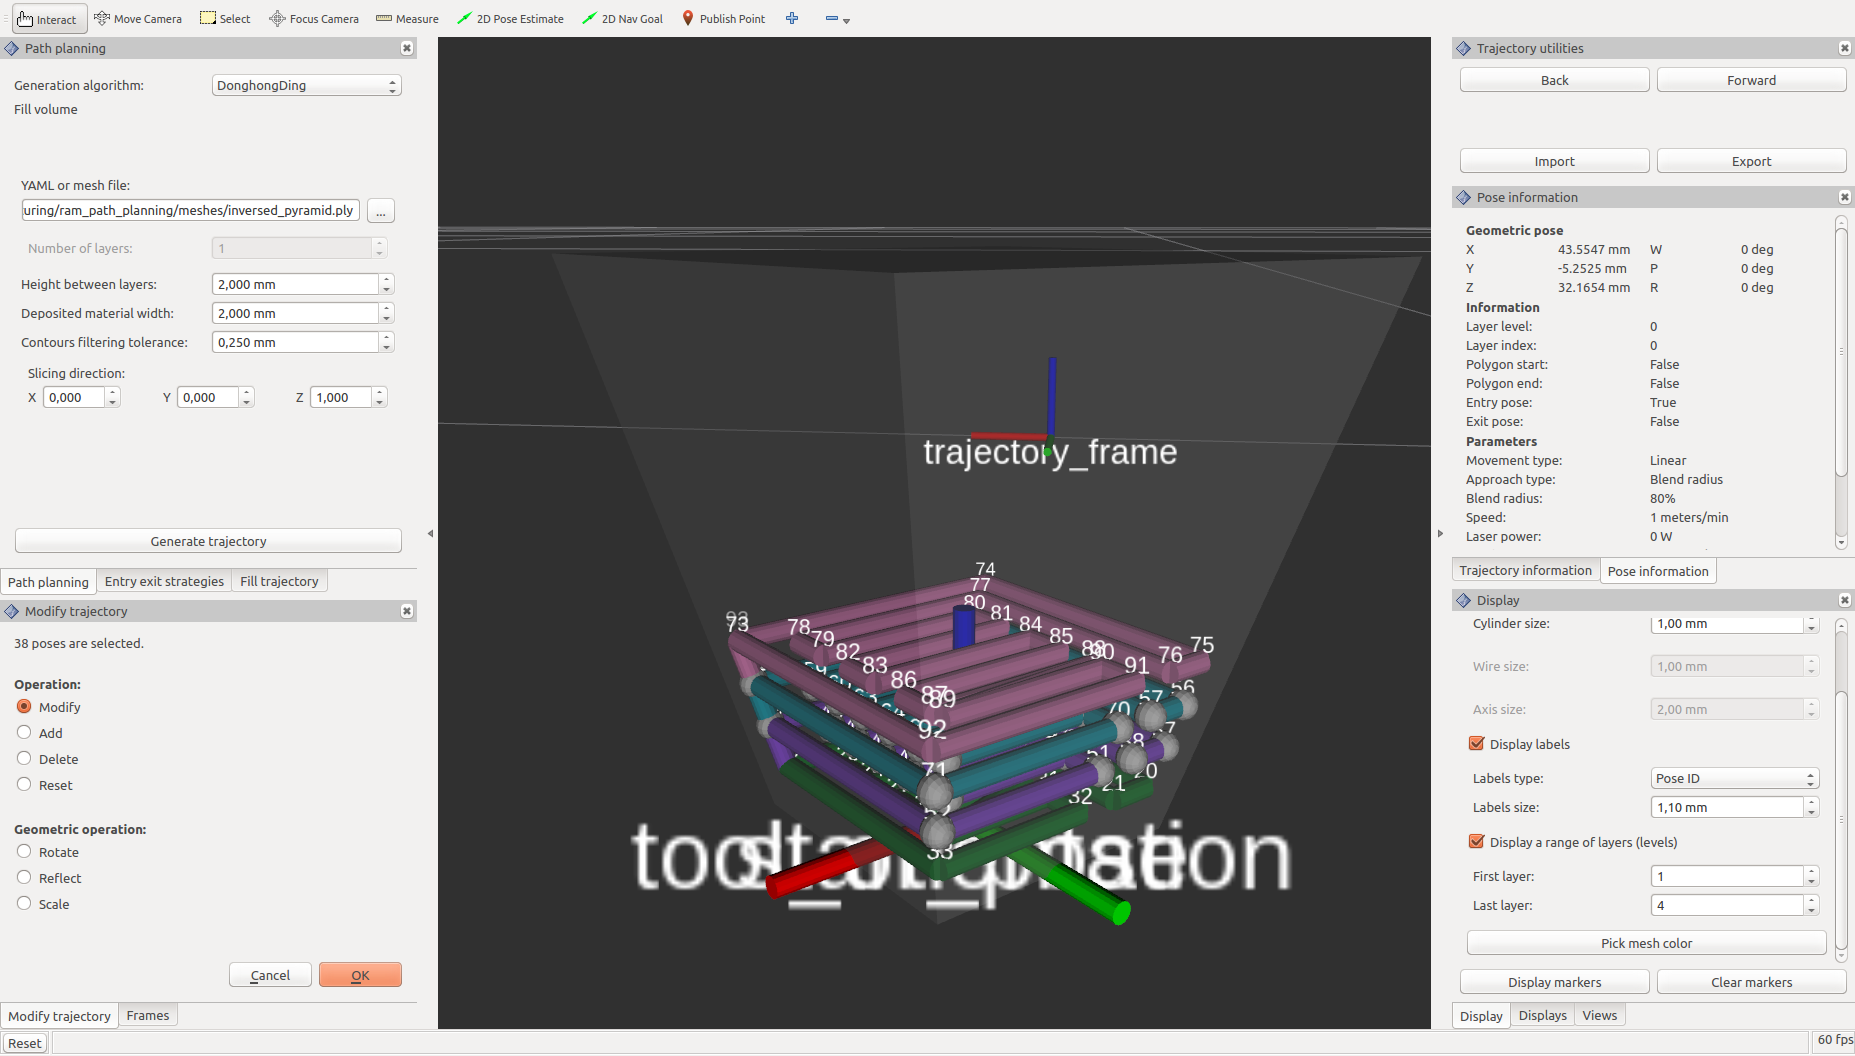 Interact Move Camera Select Focus Camera Measure 2D Pose Estimate 2D Nav Goal Publish Point
Path planning
Generation algorithm: DonghongDing
Fill volume
YAML or mesh file:
uring/ram_path_planning/meshes/inversed_pyramid.ply ...
Number of layers: 1
Height between layers: 2,000 mm
Deposited material width: 2,000 mm
Contours filtering tolerance: 0,250 mm
Slicing direction:
X 0,000 Y 0,000 Z 1,000
Generate trajectory
Path planning Entry exit strategies Fill trajectory
Modify trajectory
38 poses are selected.
Operation:
Modify
Add
Delete
Reset
Geometric operation:
Rotate
Reflect
Scale
Cancel OK
Modify trajectory Frames
Reset
trajectory_frame
74
77
80
81
84
85
90
75
76
91
73
78
79
82
83
86
89
92
57
70
71
20
21
32
33
Trajectory utilities
Back Forward
Import Export
Pose information
Geometric pose
X 43.5547 mm W 0 deg
Y -5.2525 mm P 0 deg
Z 32.1654 mm R 0 deg
Information
Layer level: 0
Layer index: 0
Polygon start: False
Polygon end: False
Entry pose: True
Exit pose: False
Parameters
Movement type: Linear
Approach type: Blend radius
Blend radius: 80%
Speed: 1 meters/min
Laser power: 0 W
Trajectory information Pose information
Display
Cylinder size: 1,00 mm
Wire size: 1,00 mm
Axis size: 2,00 mm
Display labels
Labels type: Pose ID
Labels size: 1,10 mm
Display a range of layers (levels)
First layer: 1
Last layer: 4
Pick mesh color
Display markers Clear markers
Display Displays Views
60 fps